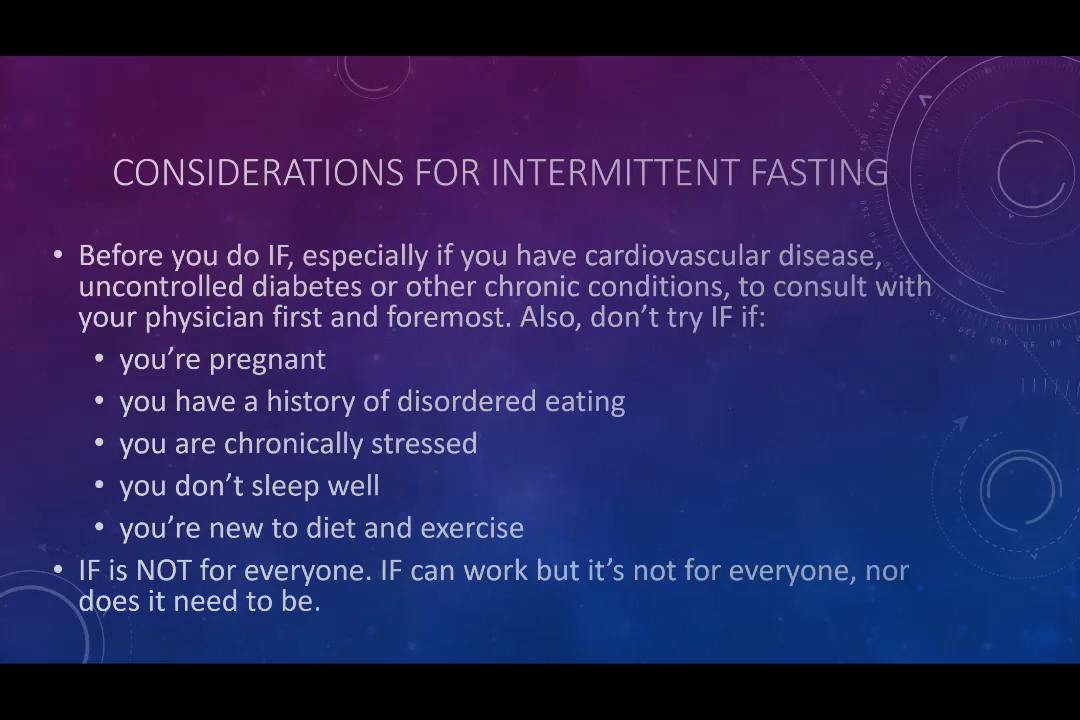 CONSIDERATIONS FOR INTERMITTENT FASTING
• Before you do IF, especially if you have cardiovascular disease,
uncontrolled diabetes or other chronic conditions, to consult with
your physician first and foremost. Also, don’t try IF if:
• you’re pregnant
• you have a history of disordered eating
• you are chronically stressed
• you don’t sleep well
• you’re new to diet and exercise
• IF is NOT for everyone. IF can work but it’s not for everyone, nor
does it need to be.